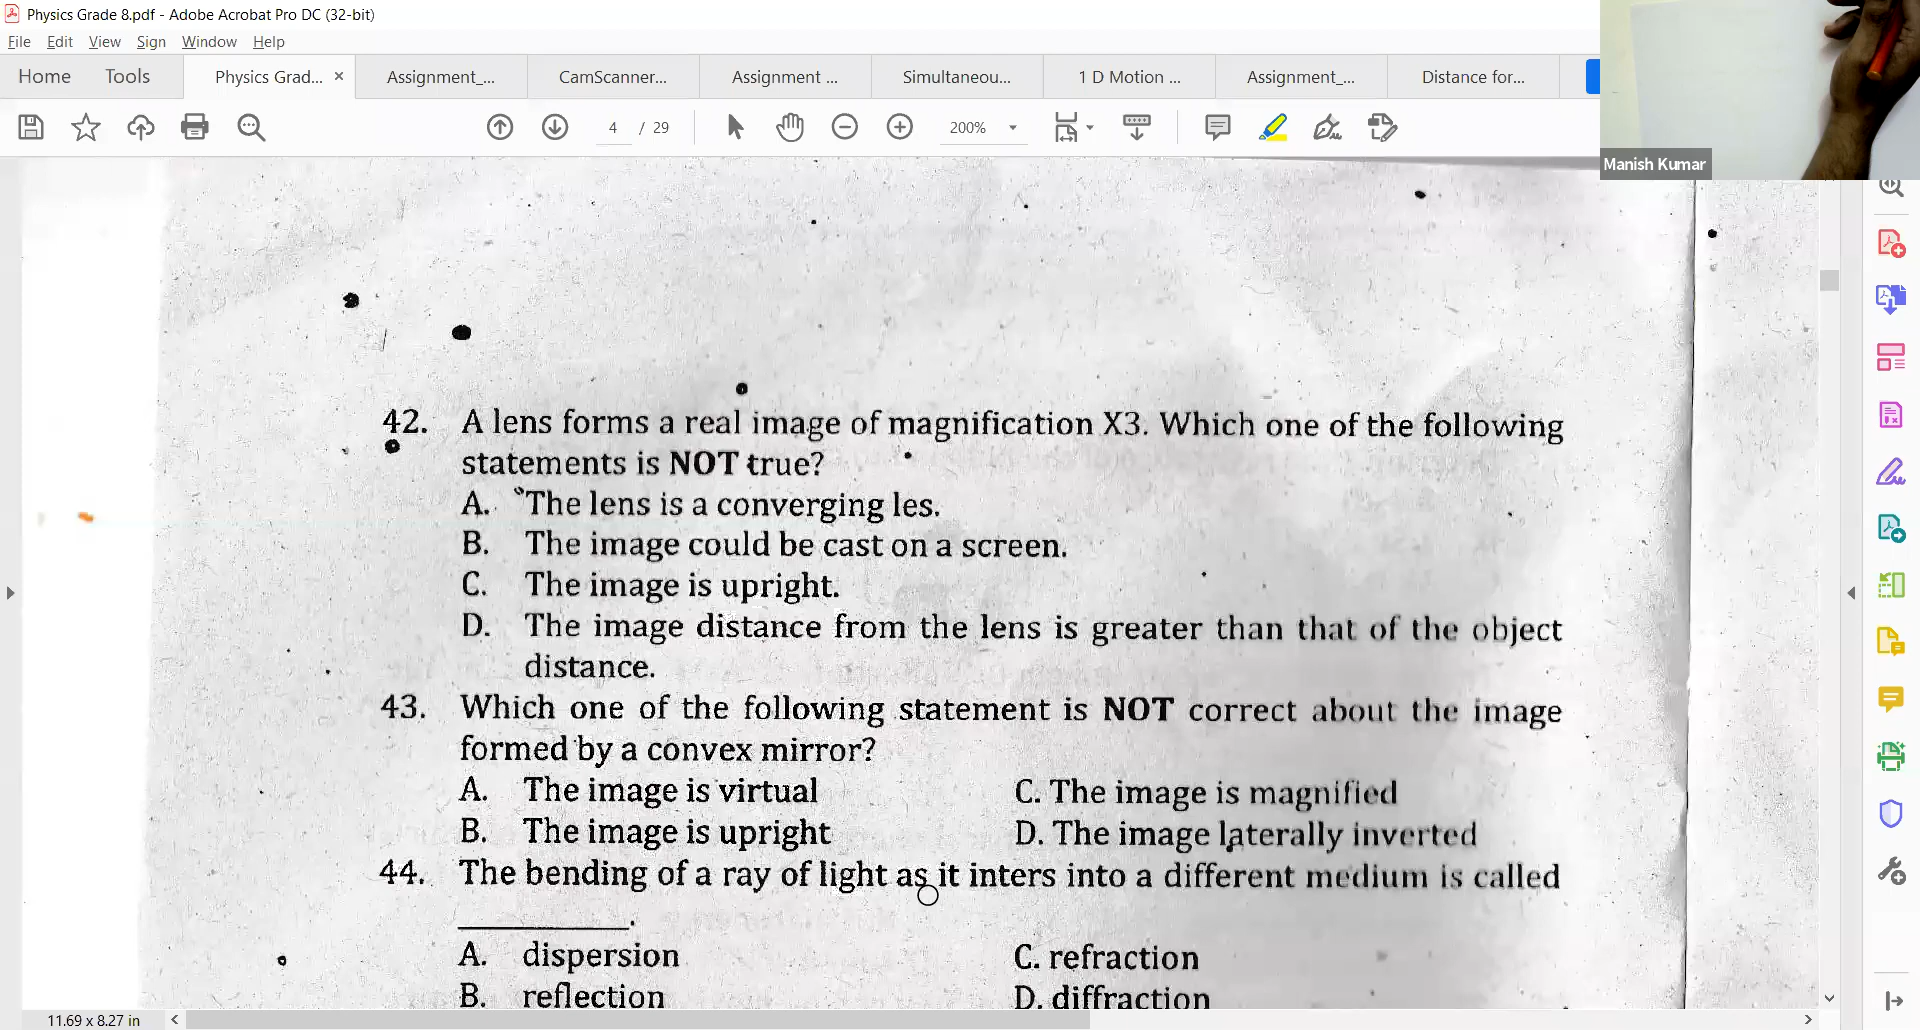 Physics Grade 8.pdf - Adobe Acrobat Pro DC (32-bit)
File Edit View Sign Window Help
Home Tools Physics Grad... × Assignment_... CamScanner... Assignment ... Simultaneou... 1 D Motion ... Assignment_... Distance for...
4 / 29 200%
Manish Kumar
42. A lens forms a real image of magnification X3. Which one of the following
statements is NOT true?
A. The lens is a converging les.
B. The image could be cast on a screen.
C. The image is upright.
D. The image distance from the lens is greater than that of the object
distance.
43. Which one of the following statement is NOT correct about the image
formed by a convex mirror?
A. The image is virtual C. The image is magnified
B. The image is upright D. The image laterally inverted
44. The bending of a ray of light as it inters into a different medium is called
__________.
A. dispersion C. refraction
B. reflection D. diffraction
11.69 x 8.27 in